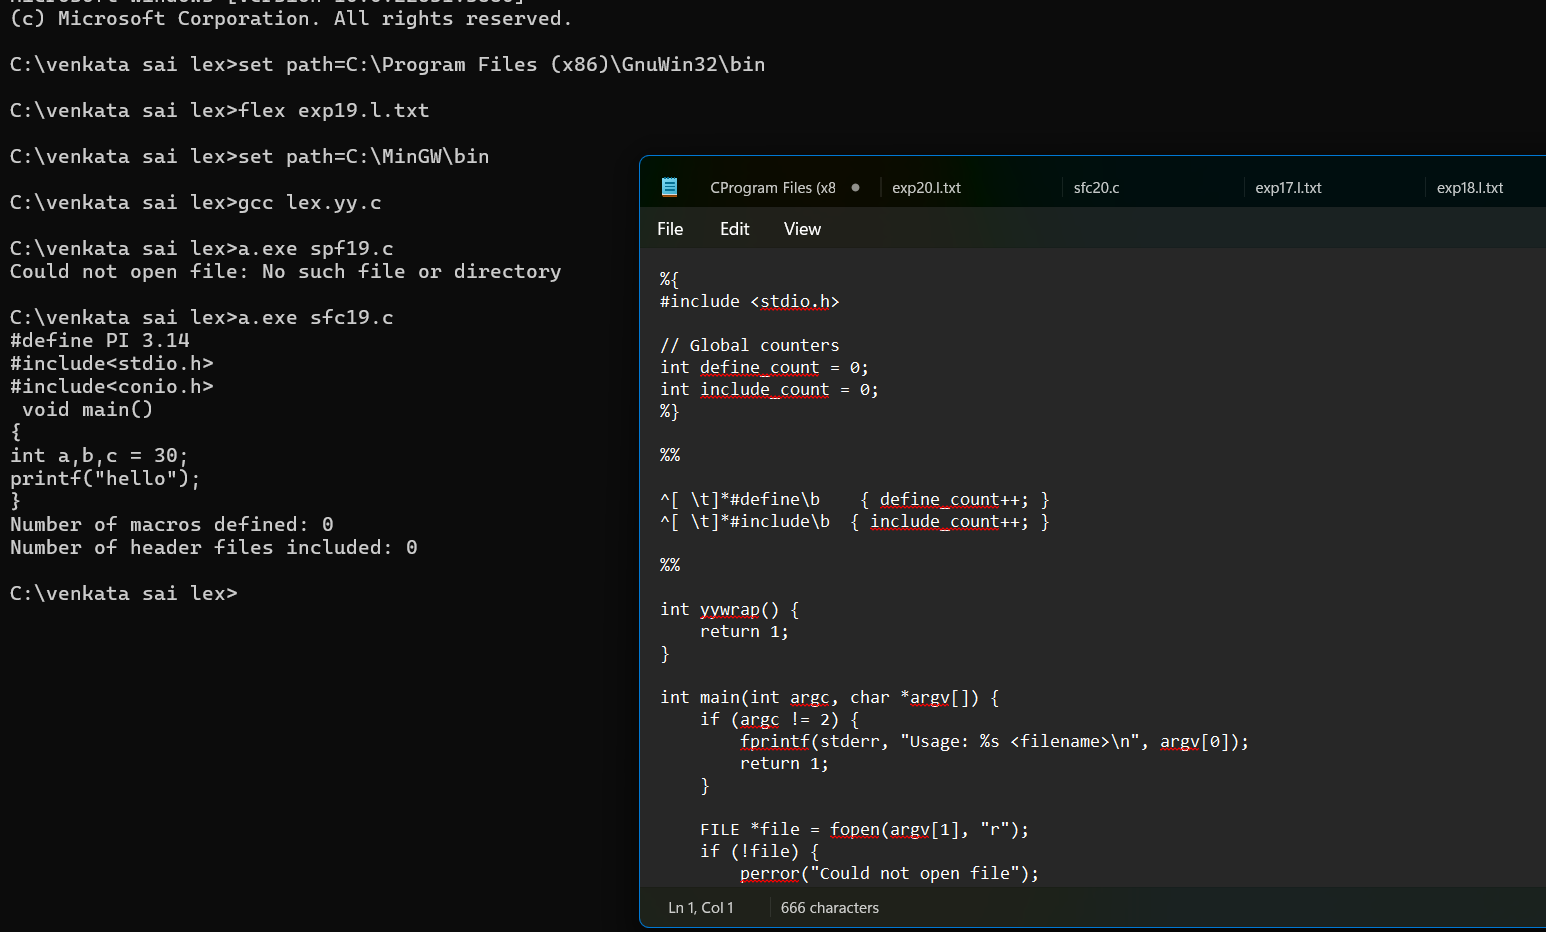 (c) Microsoft Corporation. All rights reserved.
C:\venkata sai lex>set path=C:\Program Files (x86)\GnuWin32\bin
C:\venkata sai lex>flex exp19.l.txt
C:\venkata sai lex>set path=C:\MinGW\bin
C:\venkata sai lex>gcc lex.yy.c
C:\venkata sai lex>a.exe spf19.c
Could not open file: No such file or directory
C:\venkata sai lex>a.exe sfc19.c
#define PI 3.14
#include<stdio.h>
#include<conio.h>
 void main()
{
int a,b,c = 30;
printf("hello");
}
Number of macros defined: 0
Number of header files included: 0
C:\venkata sai lex>
CProgram Files (x8
exp20.l.txt
sfc20.c
exp17.l.txt
exp18.l.txt
File Edit View
%{
#include <stdio.h>
// Global counters
int define_count = 0;
int include_count = 0;
%}
%%
^[ \t]*#define\b    { define_count++; }
^[ \t]*#include\b  { include_count++; }
%%
int yywrap() {
    return 1;
}
int main(int argc, char *argv[]) {
    if (argc != 2) {
        fprintf(stderr, "Usage: %s <filename>\n", argv[0]);
        return 1;
    }
    FILE *file = fopen(argv[1], "r");
    if (!file) {
        perror("Could not open file");
Ln 1, Col 1
666 characters